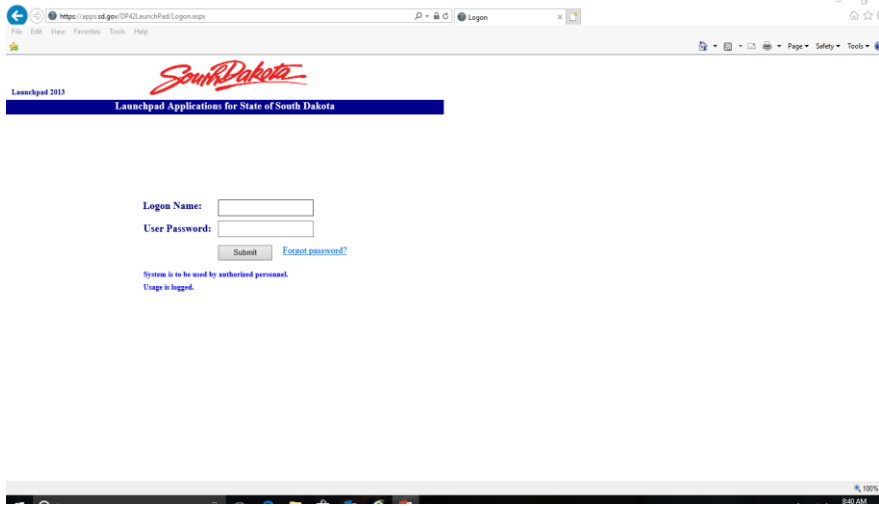 https://apps.sd.gov/DP42LaunchPad/Logon.aspx
Logon
File Edit View Favorites Tools Help
Page Safety Tools
South Dakota
Launchpad 2013
Launchpad Applications for State of South Dakota
Logon Name:
User Password:
Submit Forgot password?
System is to be used by authorized personnel.
Usage is logged.
100%
8:40 AM